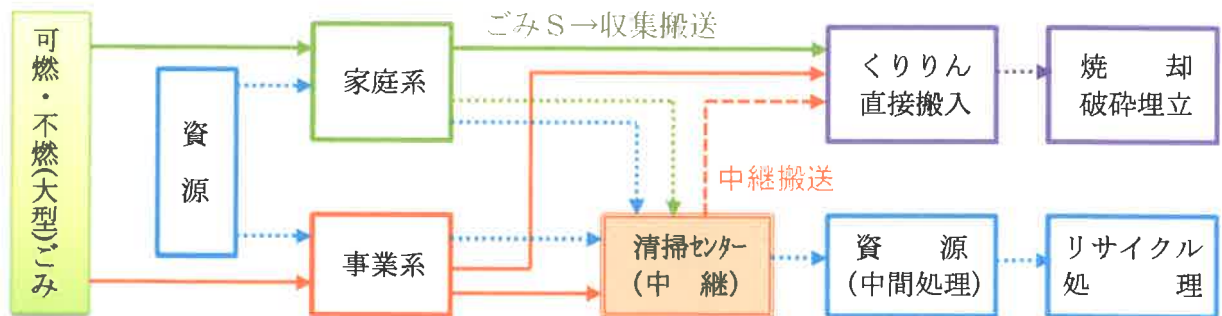 ごみS→収集搬送
可燃・不燃(大型)ごみ
資源
家庭系
事業系
くりりん
直接搬入
焼　却
破砕埋立
中継搬送
清掃センター
(中　継)
資　源
(中間処理)
リサイクル
処　理